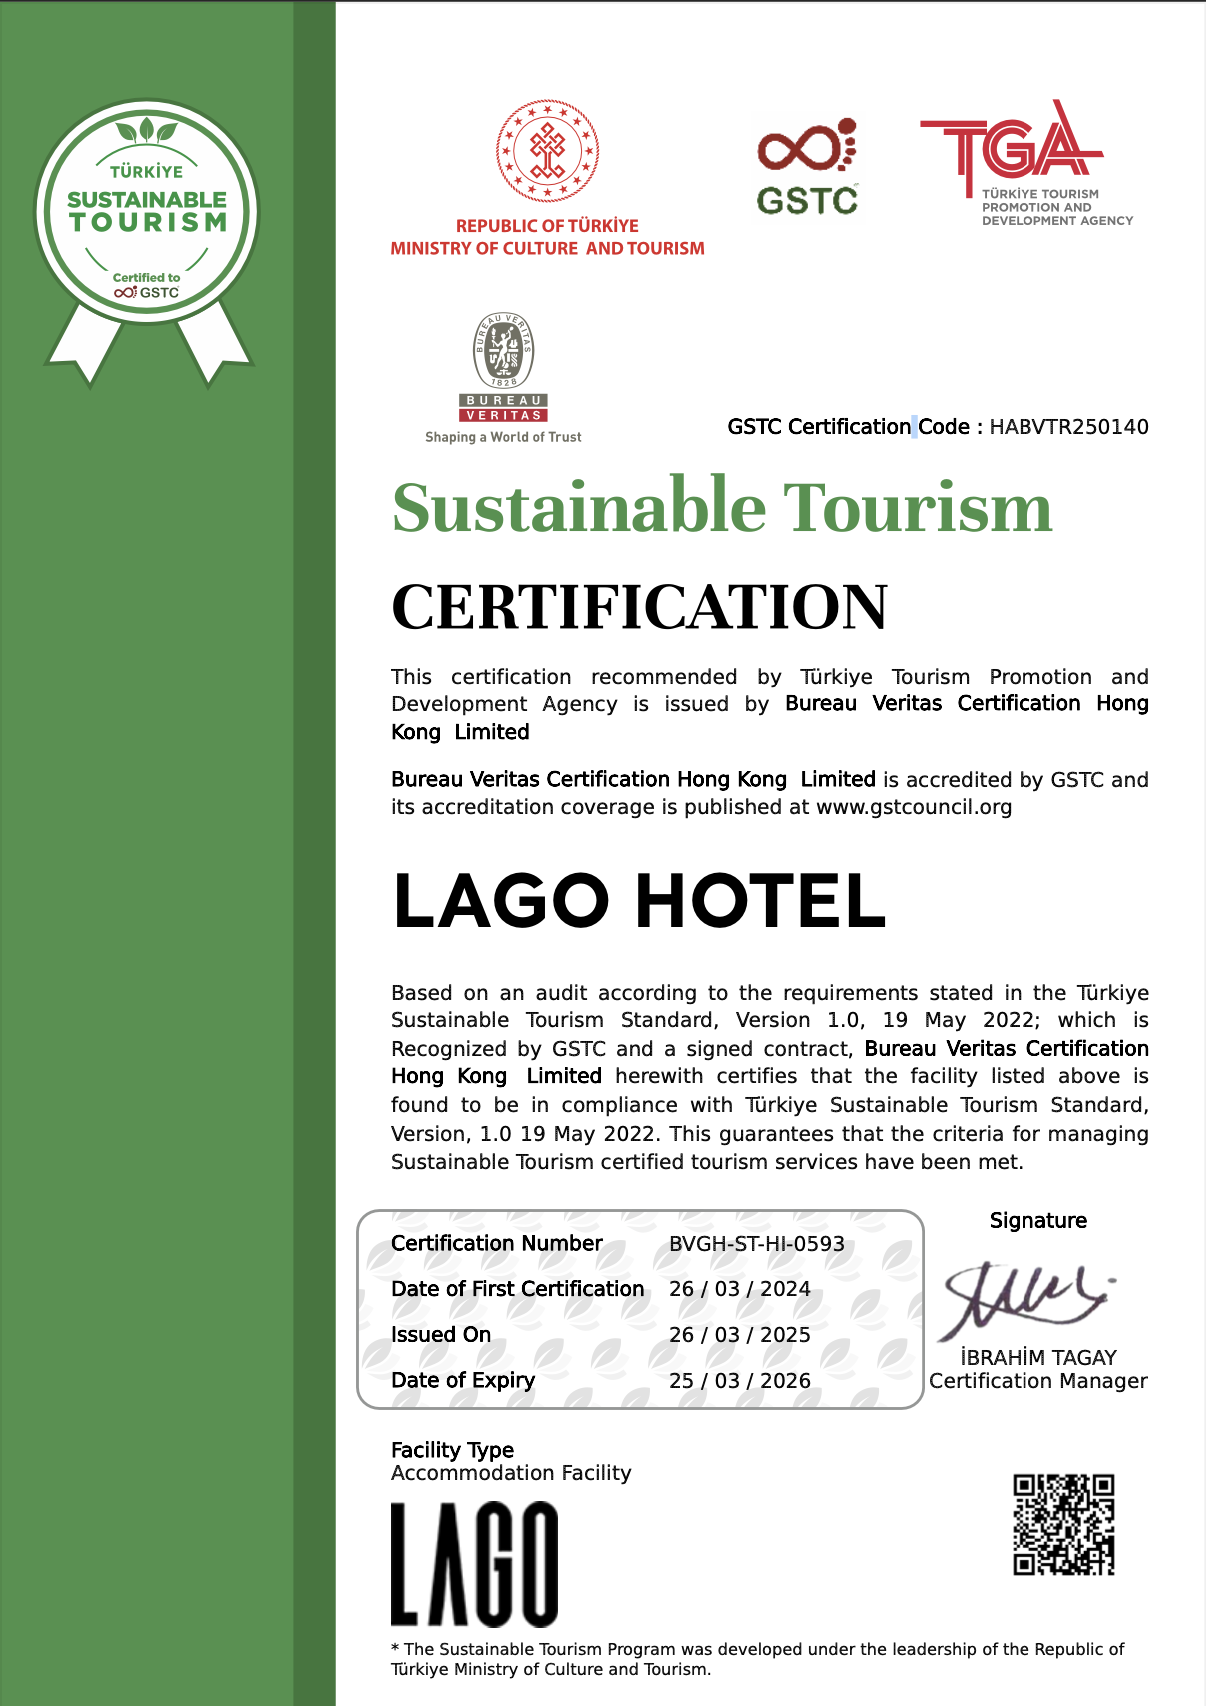 TÜRKİYE
SUSTAINABLE
TOURISM
Certified to
GSTC
REPUBLIC OF TÜRKİYE
MINISTRY OF CULTURE AND TOURISM
GSTC
TGA
TÜRKİYE TOURISM
PROMOTION AND
DEVELOPMENT AGENCY
BUREAU VERITAS
1828
BUREAU
VERITAS
Shaping a World of Trust
GSTC Certification Code : HABVTR250140
Sustainable Tourism
CERTIFICATION
This certification recommended by Türkiye Tourism Promotion and
Development Agency is issued by Bureau Veritas Certification Hong
Kong Limited
Bureau Veritas Certification Hong Kong Limited is accredited by GSTC and
its accreditation coverage is published at www.gstcouncil.org
LAGO HOTEL
Based on an audit according to the requirements stated in the Türkiye
Sustainable Tourism Standard, Version 1.0, 19 May 2022; which is
Recognized by GSTC and a signed contract, Bureau Veritas Certification
Hong Kong Limited herewith certifies that the facility listed above is
found to be in compliance with Türkiye Sustainable Tourism Standard,
Version, 1.0 19 May 2022. This guarantees that the criteria for managing
Sustainable Tourism certified tourism services have been met.
Certification Number BVGH-ST-HI-0593
Date of First Certification 26 / 03 / 2024
Issued On 26 / 03 / 2025
Date of Expiry 25 / 03 / 2026
Signature
İBRAHİM TAGAY
Certification Manager
Facility Type
Accommodation Facility
LAGO
* The Sustainable Tourism Program was developed under the leadership of the Republic of
Türkiye Ministry of Culture and Tourism.